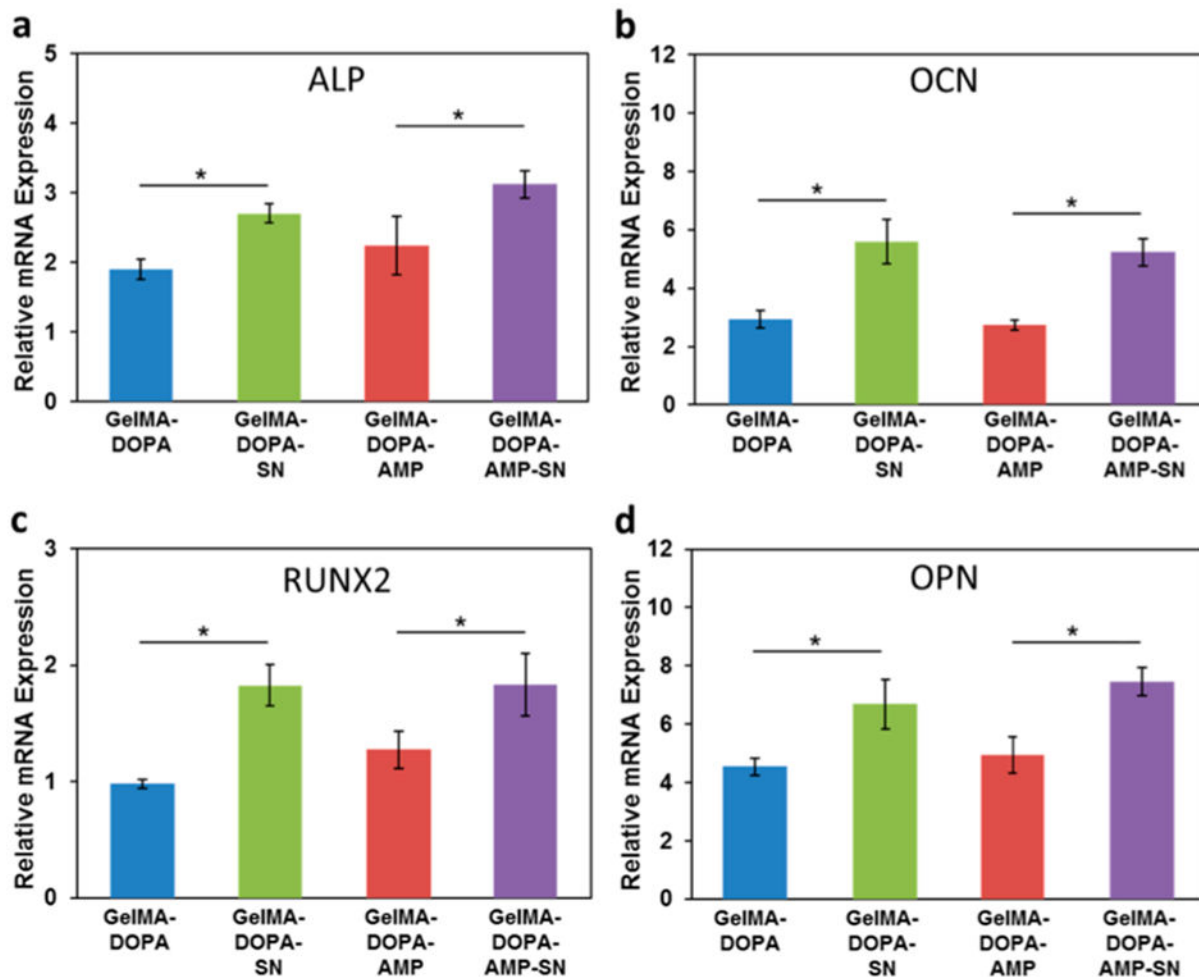 a
ALP
Relative mRNA Expression
5
4
3
2
1
0
*
*
GelMA-
DOPA
GelMA-
DOPA-
SN
GelMA-
DOPA-
AMP
GelMA-
DOPA-
AMP-SN
b
OCN
Relative mRNA Expression
12
10
8
6
4
2
0
*
*
GelMA-
DOPA
GelMA-
DOPA-
SN
GelMA-
DOPA-
AMP
GelMA-
DOPA-
AMP-SN
c
RUNX2
Relative mRNA Expression
3
2
1
0
*
*
GelMA-
DOPA
GelMA-
DOPA-
SN
GelMA-
DOPA-
AMP
GelMA-
DOPA-
AMP-SN
d
OPN
Relative mRNA Expression
12
10
8
6
4
2
0
*
*
GelMA-
DOPA
GelMA-
DOPA-
SN
GelMA-
DOPA-
AMP
GelMA-
DOPA-
AMP-SN